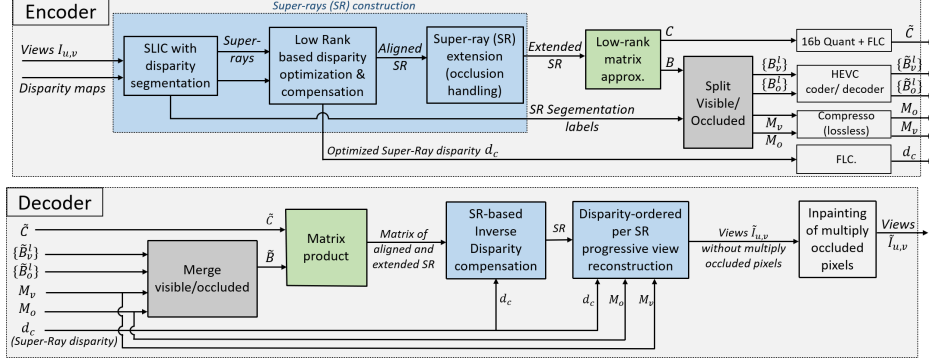 Super-rays (SR) construction
Encoder
Views I_{u,v}
Disparity maps
SLIC with
disparity
segmentation
Super-
rays
Low Rank
based disparity
optimization &
compensation
Aligned
SR
Super-ray (SR)
extension
(occlusion
handling)
Extended
SR
Low-rank
matrix
approx.
C
B
SR Segementation
labels
Optimized Super-Ray disparity d_c
Split
Visible/
Occluded
{B_v^l}
{B_o^l}
M_v
M_o
16b Quant + FLC
HEVC
coder/ decoder
Compresso
(lossless)
FLC.
C̃
{B̃_v^l}
{B̃_o^l}
M_o
M_v
d_c
Decoder
C̃
{B̃_v^l}
{B̃_o^l}
M_v
M_o
d_c
(Super-Ray disparity)
Merge
visible/occluded
C̃
B̃
Matrix
product
Matrix of
aligned and
extended SR
SR-based
Inverse
Disparity
compensation
d_c
SR
Disparity-ordered
per SR
progressive view
reconstruction
d_c
M_o
M_v
Views Ĩ_{u,v}
without multiply
occluded pixels
Inpainting
of multiply
occluded
pixels
Views
Ĩ_{u,v}